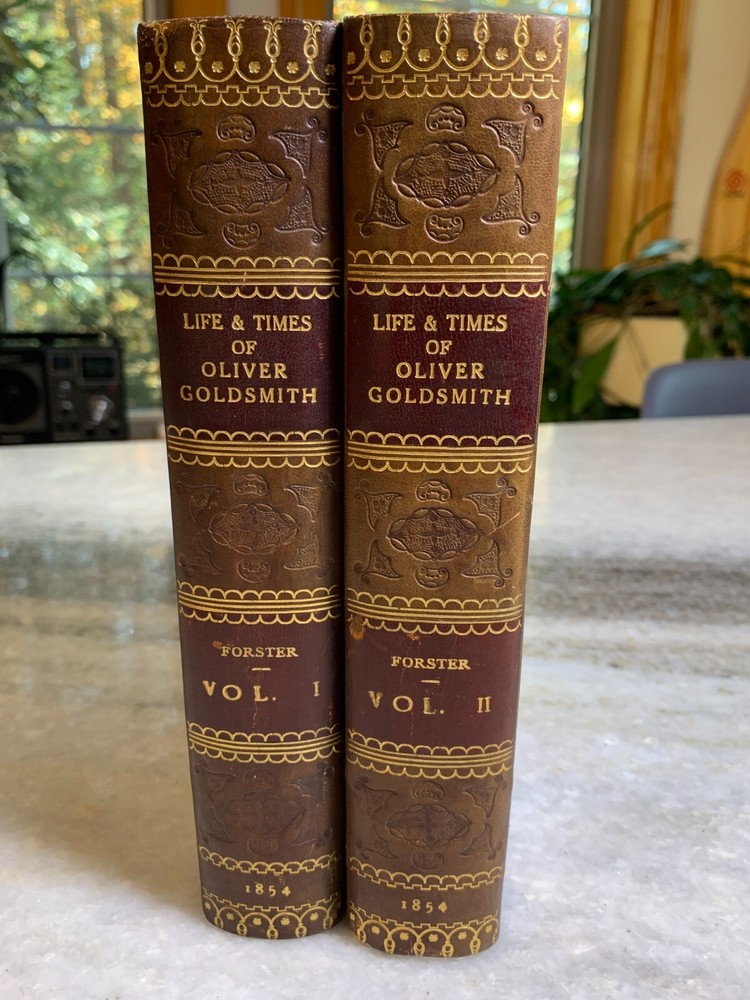 LIFE & TIMES
OF
OLIVER
GOLDSMITH
FORSTER
VOL. I
1854
LIFE & TIMES
OF
OLIVER
GOLDSMITH
FORSTER
VOL. II
1854